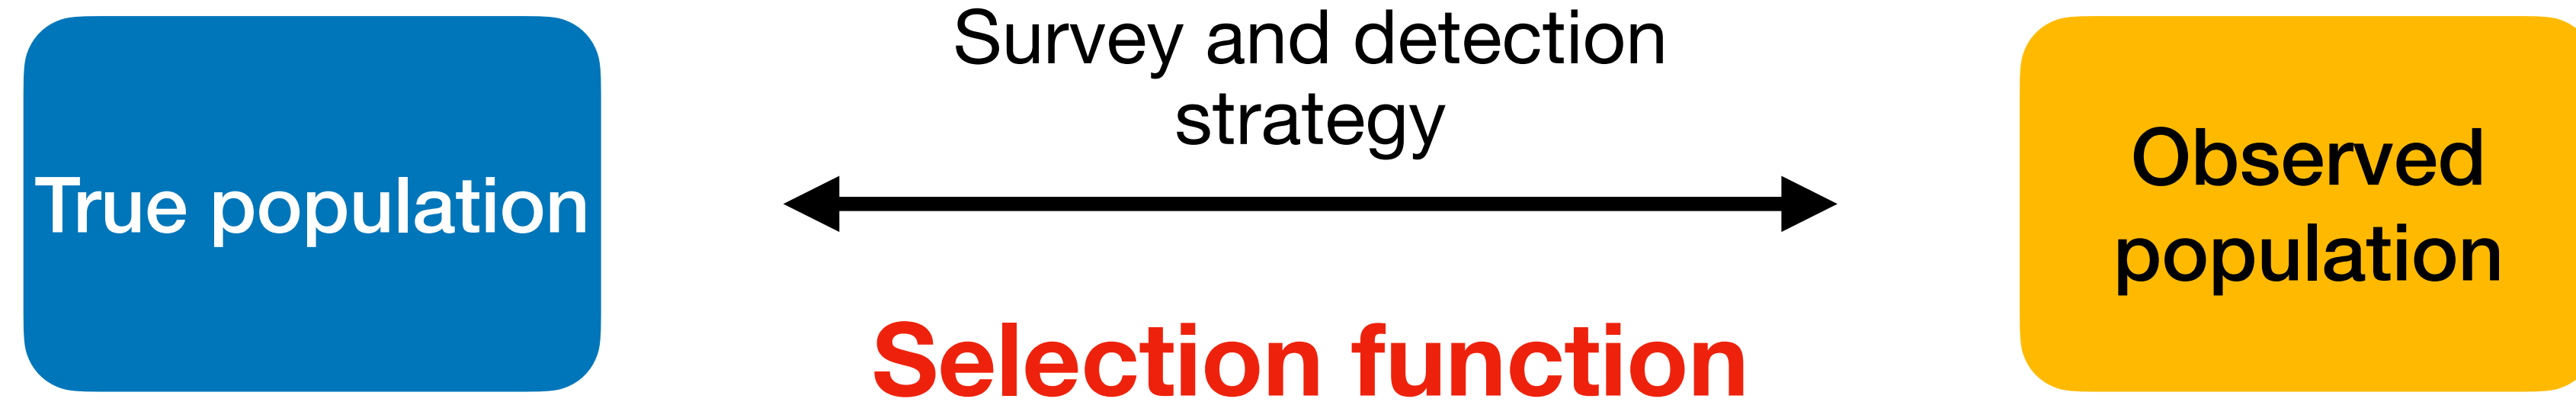 True population
Survey and detection
strategy
Selection function
Observed
population